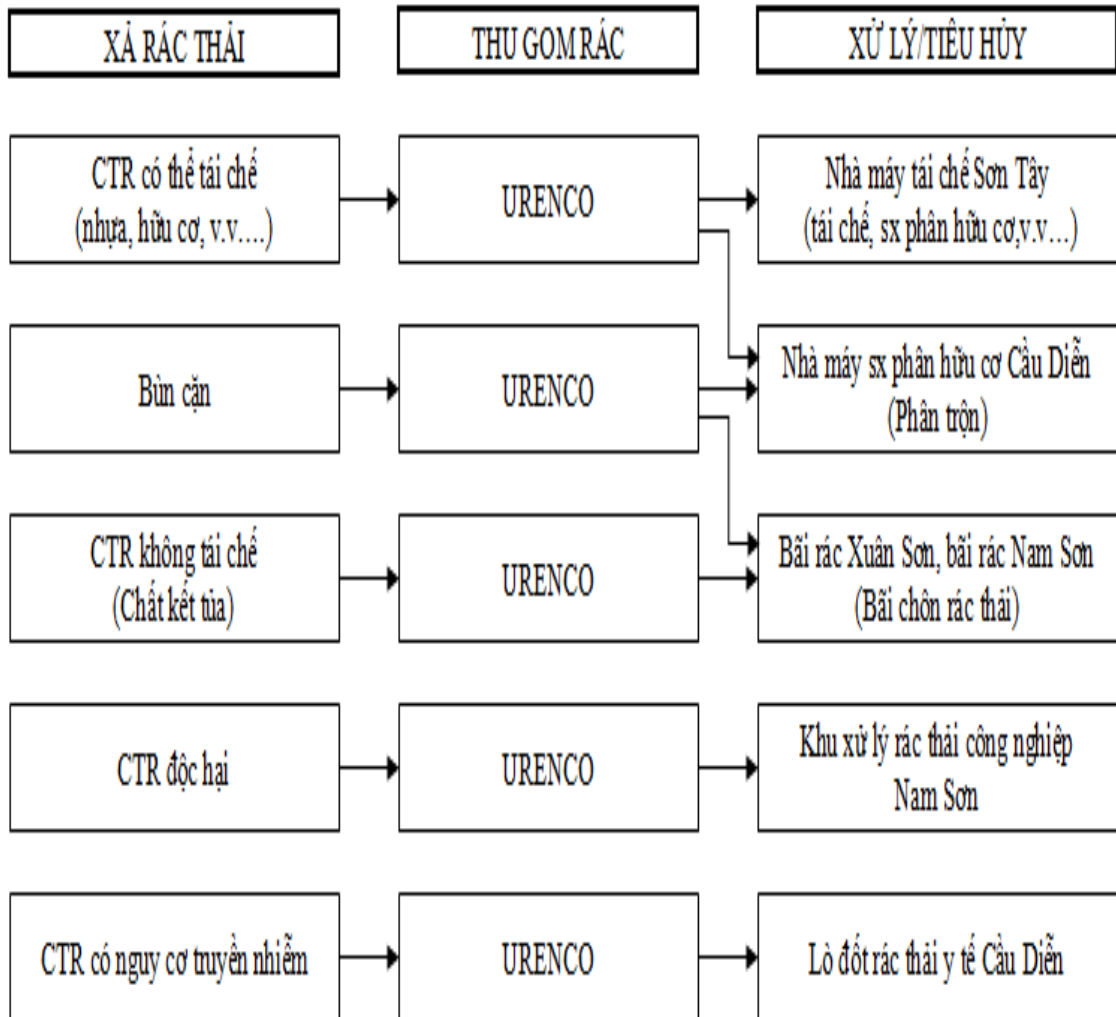 XẢ RÁC THẢI
THU GOM RÁC
XỬ LÝ/TIÊU HỦY
CTR có thể tái chế
(nhựa, hữu cơ, v.v….)
URENCO
Nhà máy tái chế Sơn Tây
(tái chế, sx phân hữu cơ,v.v…)
Bùn cặn
URENCO
Nhà máy sx phân hữu cơ Cầu Diễn
(Phân trộn)
CTR không tái chế
(Chất kết tủa)
URENCO
Bãi rác Xuân Sơn, bãi rác Nam Sơn
(Bãi chôn rác thải)
CTR độc hại
URENCO
Khu xử lý rác thải công nghiệp
Nam Sơn
CTR có nguy cơ truyền nhiễm
URENCO
Lò đốt rác thải y tế Cầu Diễn